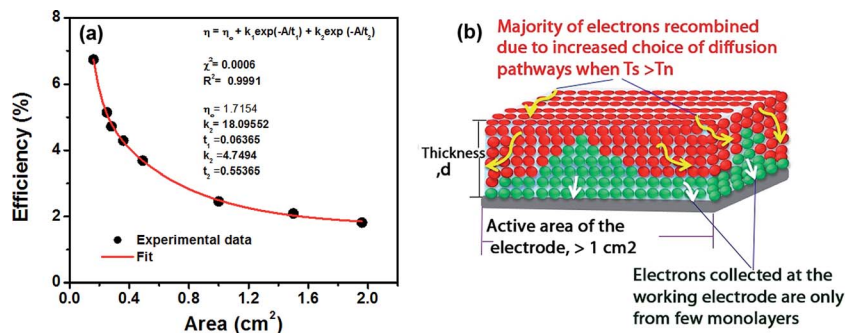 (a)
η = η₀ + k₁exp(-A/t₁) + k₂exp (-A/t₂)
χ²= 0.0006
R²= 0.9991
η₀ = 1.7154
k₂= 18.09552
t₁ = 0.06365
k₂ =4.7494
t₂ = 0.55365
Efficiency (%)
8
6
4
2
0
Experimental data
Fit
0.0 0.4 0.8 1.2 1.6 2.0
Area (cm²)
(b)
Majority of electrons recombined
due to increased choice of diffusion
pathways when Ts >Tn
Thickness
,d
Active area of the
electrode, > 1 cm2
Electrons collected at the
working electrode are only
from few monolayers